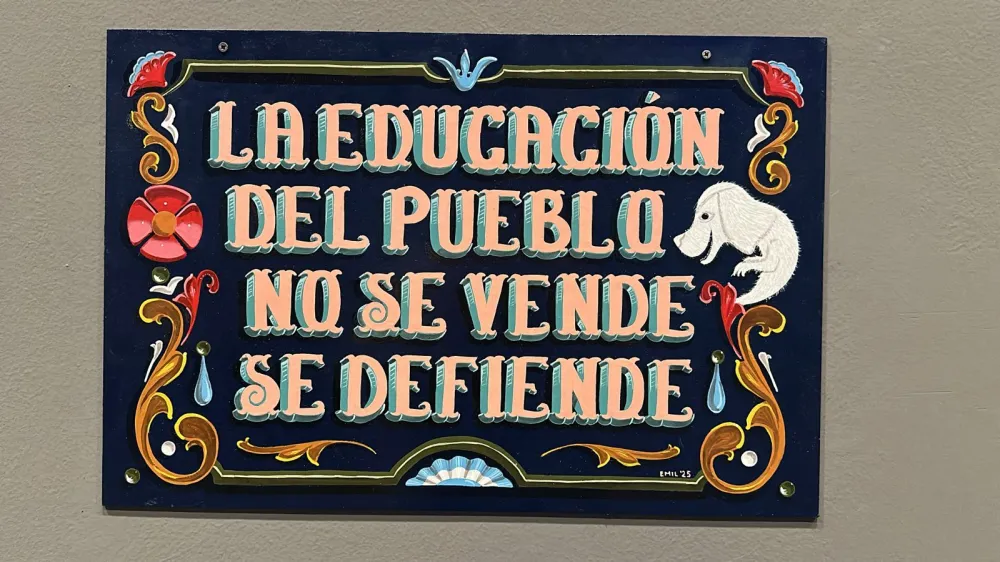 LA EDUCACIÓN
DEL PUEBLO
NO SE VENDE
SE DEFIENDE
EMIL '25